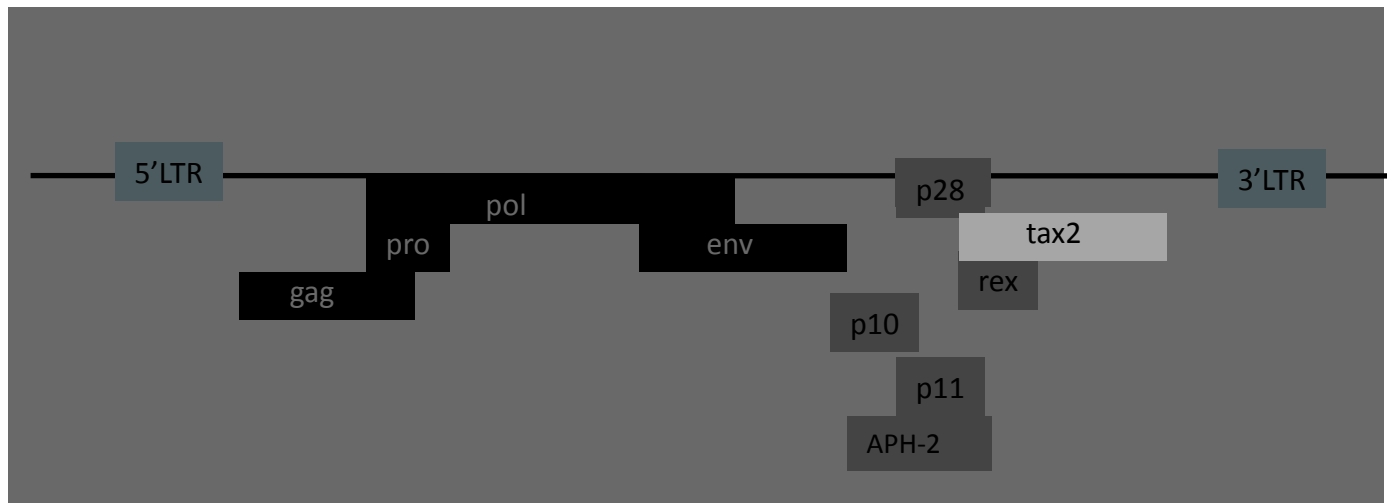 5’LTR
p28
3’LTR
pol
tax2
pro
env
rex
gag
p10
p11
APH-2